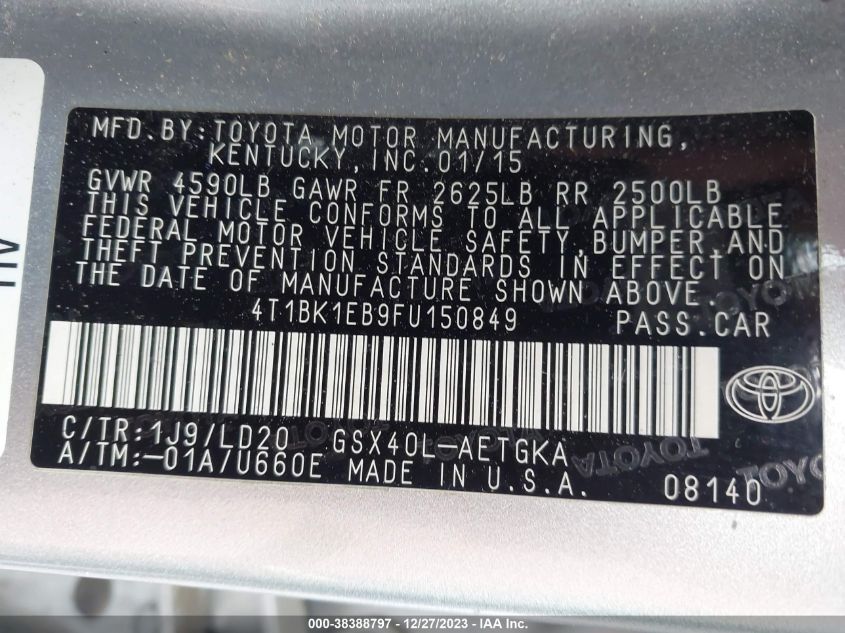 MFD. BY: TOYOTA MOTOR MANUFACTURING,
KENTUCKY, INC. 01/15
GVWR 4590LB GAWR FR 2625LB RR 2500LB
THIS VEHICLE CONFORMS TO ALL APPLICABLE
FEDERAL MOTOR VEHICLE SAFETY, BUMPER, AND
THEFT PREVENTION STANDARDS IN EFFECT ON
THE DATE OF MANUFACTURE SHOWN ABOVE.
4T1BK1EB9FU150849 PASS. CAR
C/TR: 1J9/LD20 GSX40L-AETGKA
A/TM:-01A/U660E MADE IN U.S.A. 08140
000-38388797 - 12/27/2023 - IAA Inc.